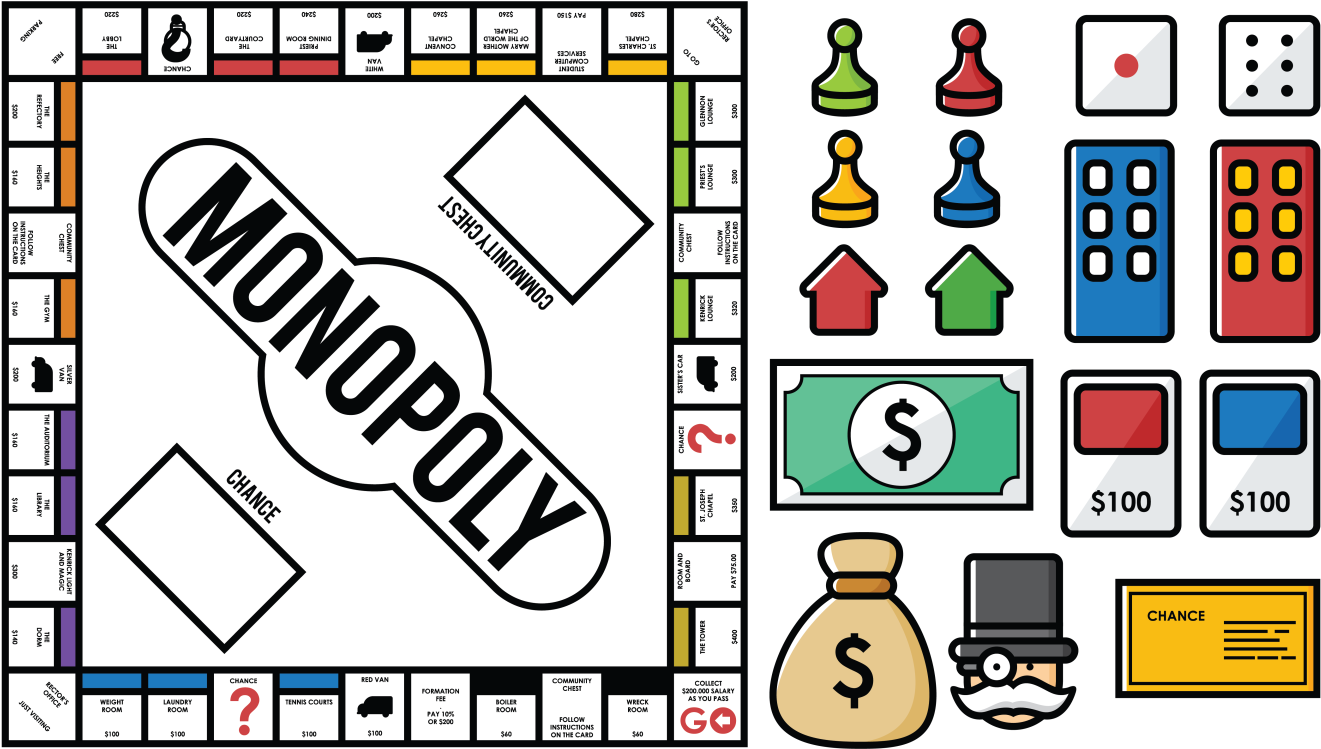 FREE
PARKING
THE
LOBBY
$220
CHANCE
THE
COURTYARD
$220
PRIEST
DINING ROOM
$240
WHITE
VAN
$200
CONVENT
CHAPEL
$260
MARY MOTHER
OF THE WORLD
CHAPEL
$260
STUDENT
COMPUTER
SERVICES
PAY $150
ST. CHARLES
CHAPEL
$280
GO TO
RECTOR'S
OFFICE
THE
REFECTORY
$200
THE
HEIGHTS
$140
COMMUNITY
CHEST
FOLLOW
INSTRUCTIONS
ON THE CARD
THE GYM
$160
SILVER
VAN
$200
THE AUDITORIUM
$140
THE
LIBRARY
$160
KENRICK LIGHT
AND MAGIC
$300
THE
DORM
$140
GLENNON
LOUNGE
$300
PRIEST'S
LOUNGE
$300
COMMUNITY
CHEST
FOLLOW
INSTRUCTIONS
ON THE CARD
KENRICK
LOUNGE
$320
SISTER'S CAR
$200
CHANCE
?
ST. JOSEPH
CHAPEL
$350
ROOM AND
BOARD
PAY $75.00
THE TOWER
$400
COMMUNITY CHEST
MONOPOLY
CHANCE
RECTOR'S
OFFICE
JUST VISITING
WEIGHT
ROOM
$100
LAUNDRY
ROOM
$100
CHANCE
?
TENNIS COURTS
$100
RED VAN
$100
FORMATION
FEE
-
PAY 10%
OR $200
BOILER
ROOM
$60
COMMUNITY
CHEST
FOLLOW
INSTRUCTIONS
ON THE CARD
WRECK
ROOM
$60
COLLECT
$200.000 SALARY
AS YOU PASS
GO
$
$100
$100
$
CHANCE